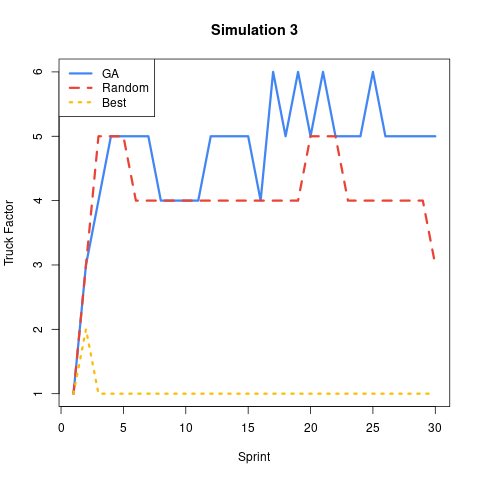 Simulation 3
GA
Random
Best
Truck Factor
6
5
4
3
2
1
0 5 10 15 20 25 30
Sprint